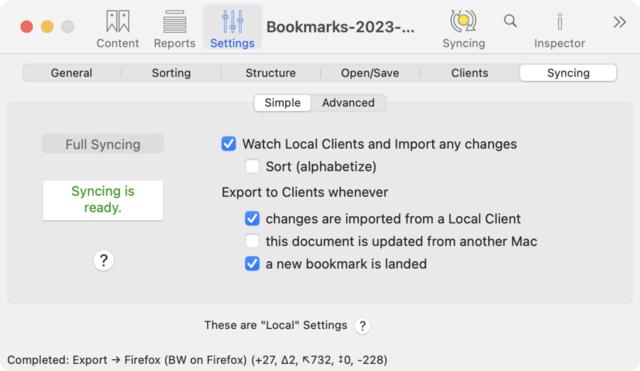 Bookmarks-2023-...
Content Reports Settings Syncing Inspector
General Sorting Structure Open/Save Clients Syncing
Simple Advanced
Full Syncing
Syncing is
ready.
?
Watch Local Clients and Import any changes
Sort (alphabetize)
Export to Clients whenever
changes are imported from a Local Client
this document is updated from another Mac
a new bookmark is landed
These are "Local" Settings ?
Completed: Export → Firefox (BW on Firefox) (+27, Δ2, ↸732, ↕0, -228)